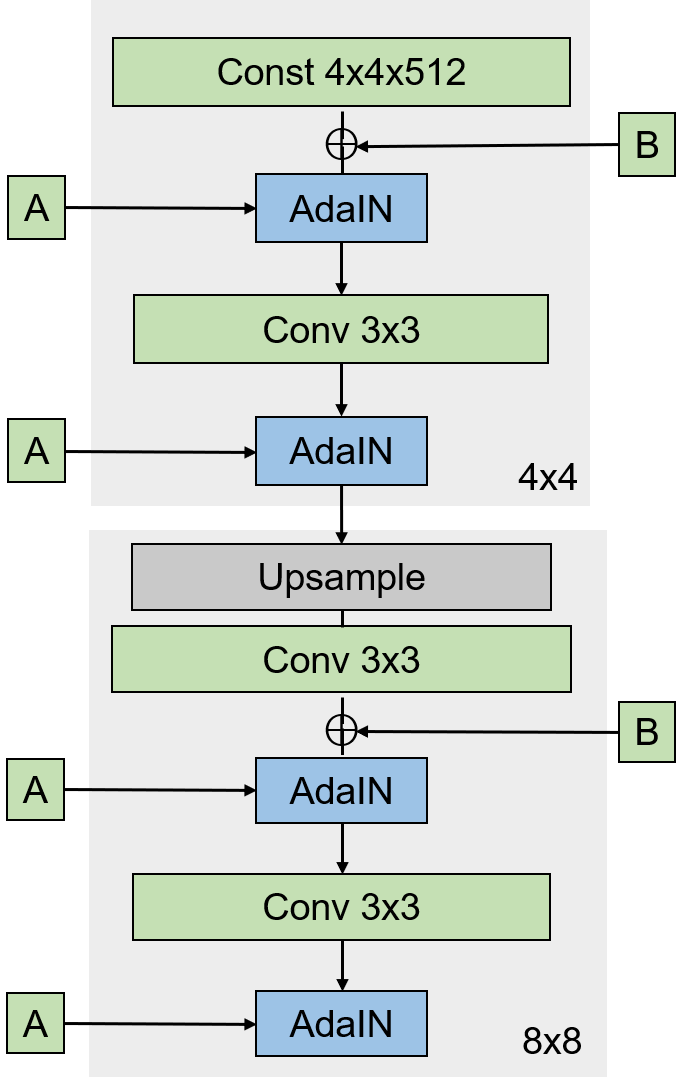 Const 4x4x512
B
A
AdaIN
Conv 3x3
A
AdaIN
4x4
Upsample
Conv 3x3
B
A
AdaIN
Conv 3x3
A
AdaIN
8x8